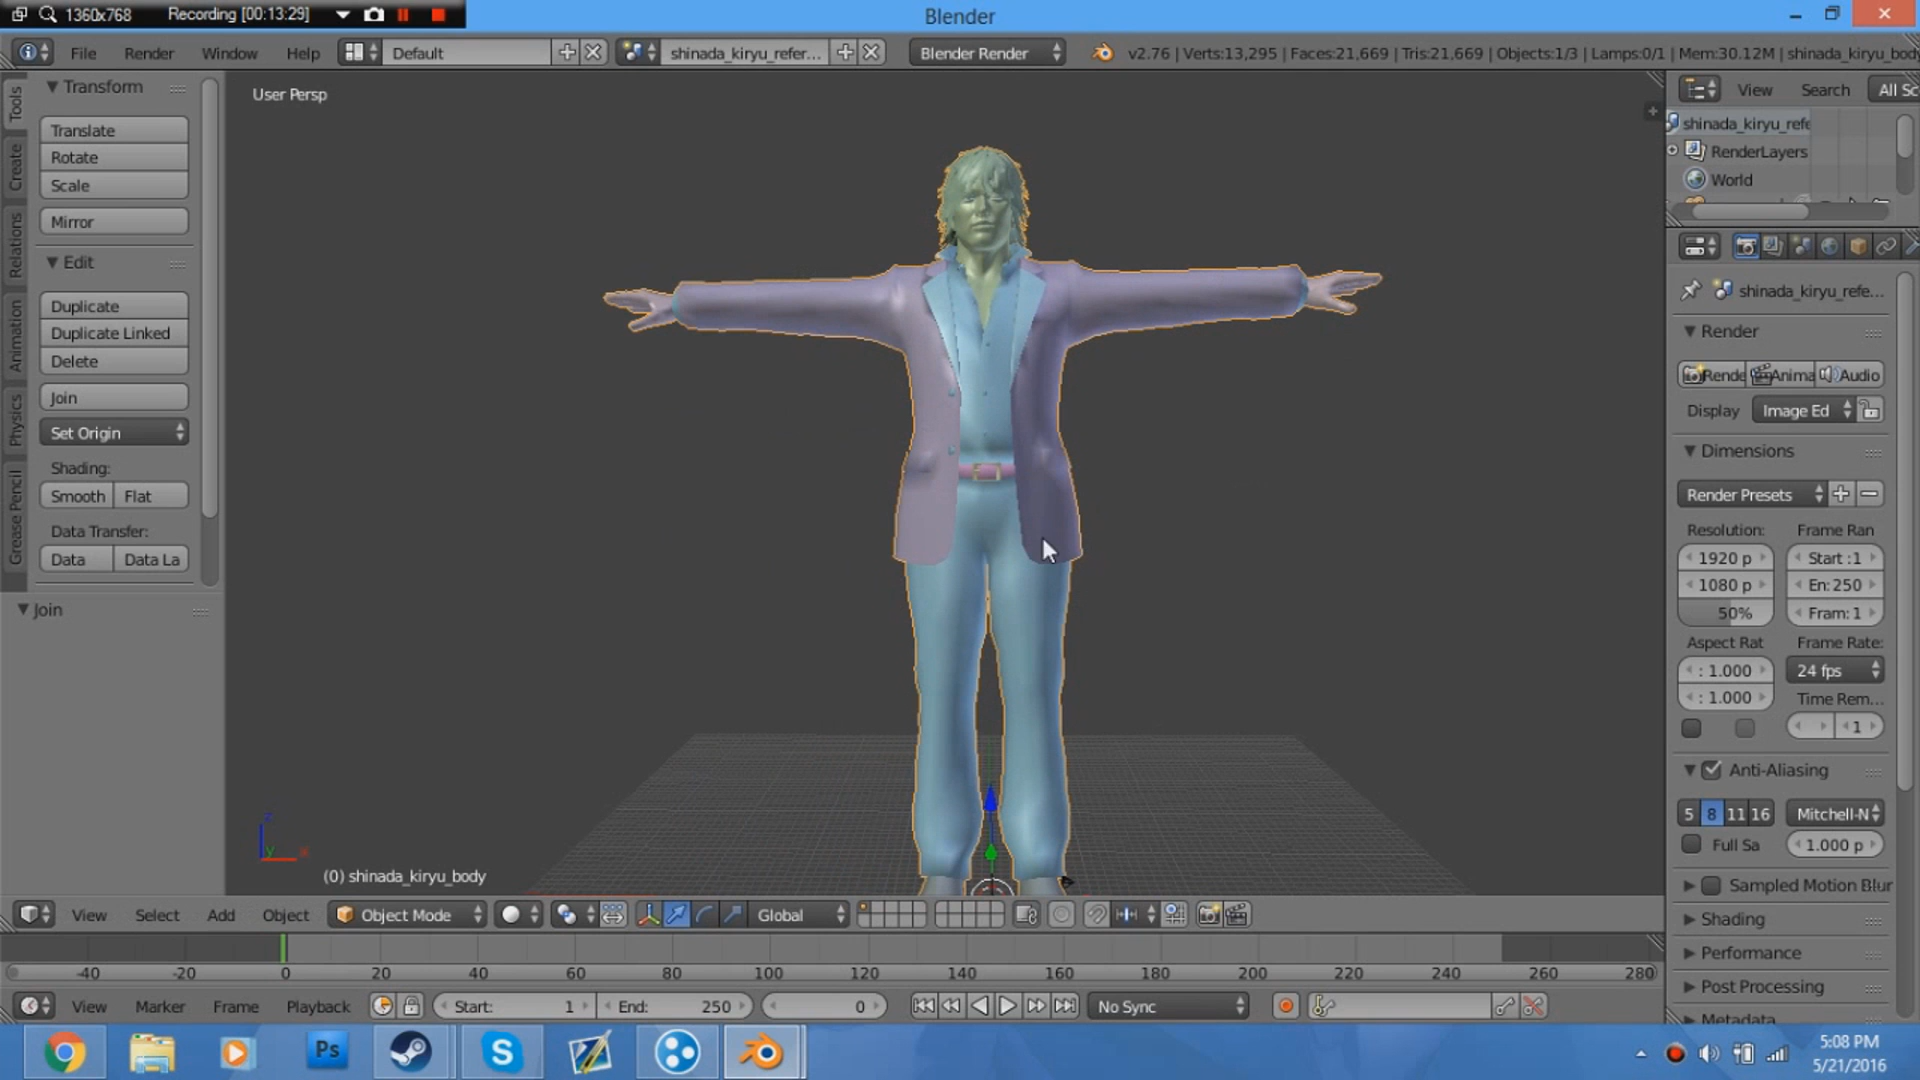 1360x768 Recording [00:13:29]
Blender
File Render Window Help Default shinada_kiryu_refer... Blender Render v2.76 | Verts:13,295 | Faces:21,669 | Tris:21,669 | Objects:1/3 | Lamps:0/1 | Mem:30.12M | shinada_kiryu_body
Tools
Create
Relations
Animation
Physics
Grease Pencil
Transform
Translate
Rotate
Scale
Mirror
Edit
Duplicate
Duplicate Linked
Delete
Join
Set Origin
Shading:
Smooth Flat
Data Transfer:
Data Data La
Join
User Persp
(0) shinada_kiryu_body
z
y x
View Search All Sc
shinada_kiryu_refe
RenderLayers
World
shinada_kiryu_refe...
Render
Rende Anima Audio
Display Image Ed
Dimensions
Render Presets
Resolution: Frame Ran
1920 p Start :1
1080 p En: 250
50% Fram: 1
Aspect Rat Frame Rate:
: 1.000 24 fps
: 1.000 Time Rem...
1
Anti-Aliasing
5 8 11 16 Mitchell-N
Full Sa 1.000 p
Sampled Motion Blur
Shading
Performance
Post Processing
Metadata
View Select Add Object Object Mode Global
-40 -20 0 20 40 60 80 100 120 140 160 180 200 220 240 260 280
View Marker Frame Playback Start: 1 End: 250 0 No Sync
Ps
5:08 PM
5/21/2016